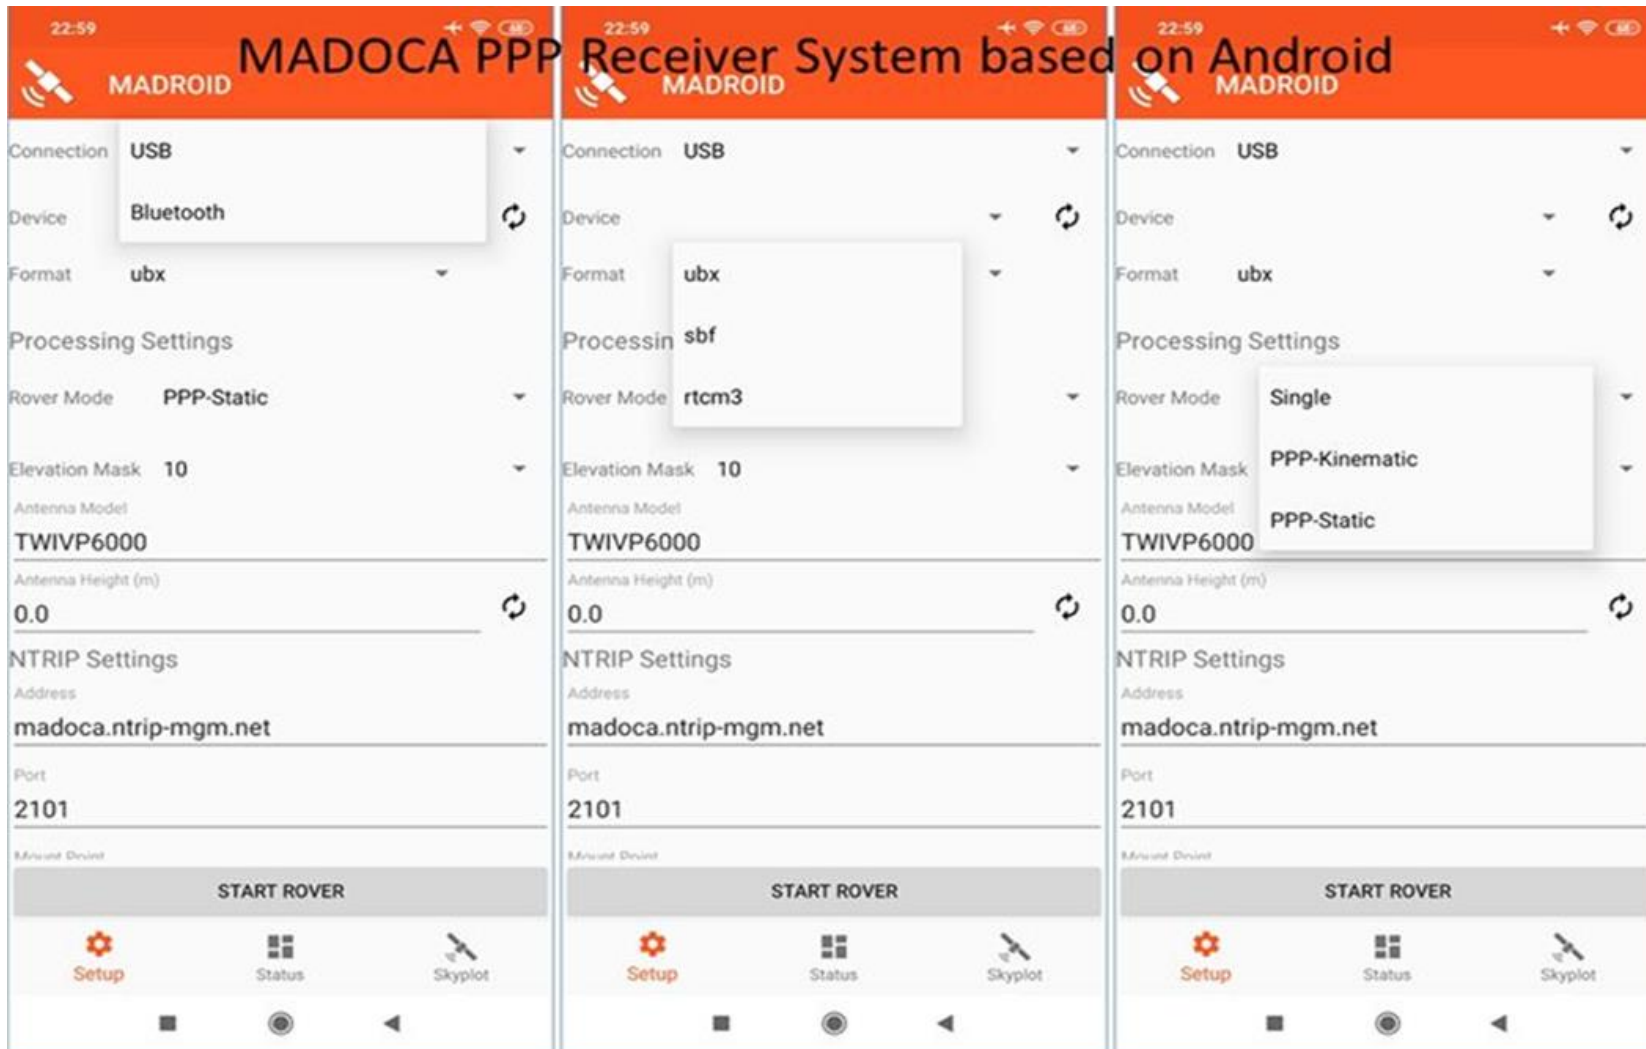 MADOCA PPP Receiver System based on Android
22:59
MADROID
Connection USB
Bluetooth
Device
Format ubx
Processing Settings
Rover Mode PPP-Static
Elevation Mask 10
Antenna Model
TWIVP6000
Antenna Height (m)
0.0
NTRIP Settings
Address
madoca.ntrip-mgm.net
Port
2101
Mount Point
START ROVER
Setup Status Skyplot
22:59
MADROID
Connection USB
Device
Format ubx
Processin sbf
Rover Mode rtcm3
Elevation Mask 10
Antenna Model
TWIVP6000
Antenna Height (m)
0.0
NTRIP Settings
Address
madoca.ntrip-mgm.net
Port
2101
Mount Point
START ROVER
Setup Status Skyplot
22:59
MADROID
Connection USB
Device
Format ubx
Processing Settings
Rover Mode Single
Elevation Mask PPP-Kinematic
Antenna Model
PPP-Static
TWIVP6000
Antenna Height (m)
0.0
NTRIP Settings
Address
madoca.ntrip-mgm.net
Port
2101
Mount Point
START ROVER
Setup Status Skyplot